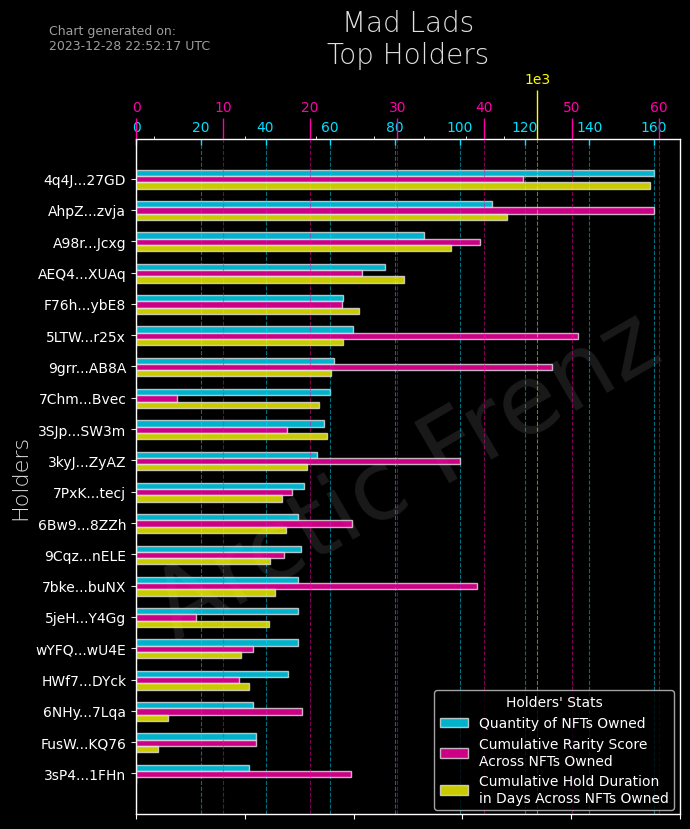 Chart generated on:
2023-12-28 22:52:17 UTC
Mad Lads
Top Holders
1e3
0 10 20 30 40 50 60
0 20 40 60 80 100 120 140 160
Holders
4q4J...27GD
AhpZ...zvja
A98r...Jcxg
AEQ4...XUAq
F76h...ybE8
5LTW...r25x
9grr...AB8A
7Chm...Bvec
3SJp...SW3m
3kyJ...ZyAZ
7PxK...tecj
6Bw9...8ZZh
9Cqz...nELE
7bke...buNX
5jeH...Y4Gg
wYFQ...wU4E
HWf7...DYck
6NHy...7Lqa
FusW...KQ76
3sP4...1FHn
Arctic Frenz
Holders' Stats
Quantity of NFTs Owned
Cumulative Rarity Score
Across NFTs Owned
Cumulative Hold Duration
in Days Across NFTs Owned